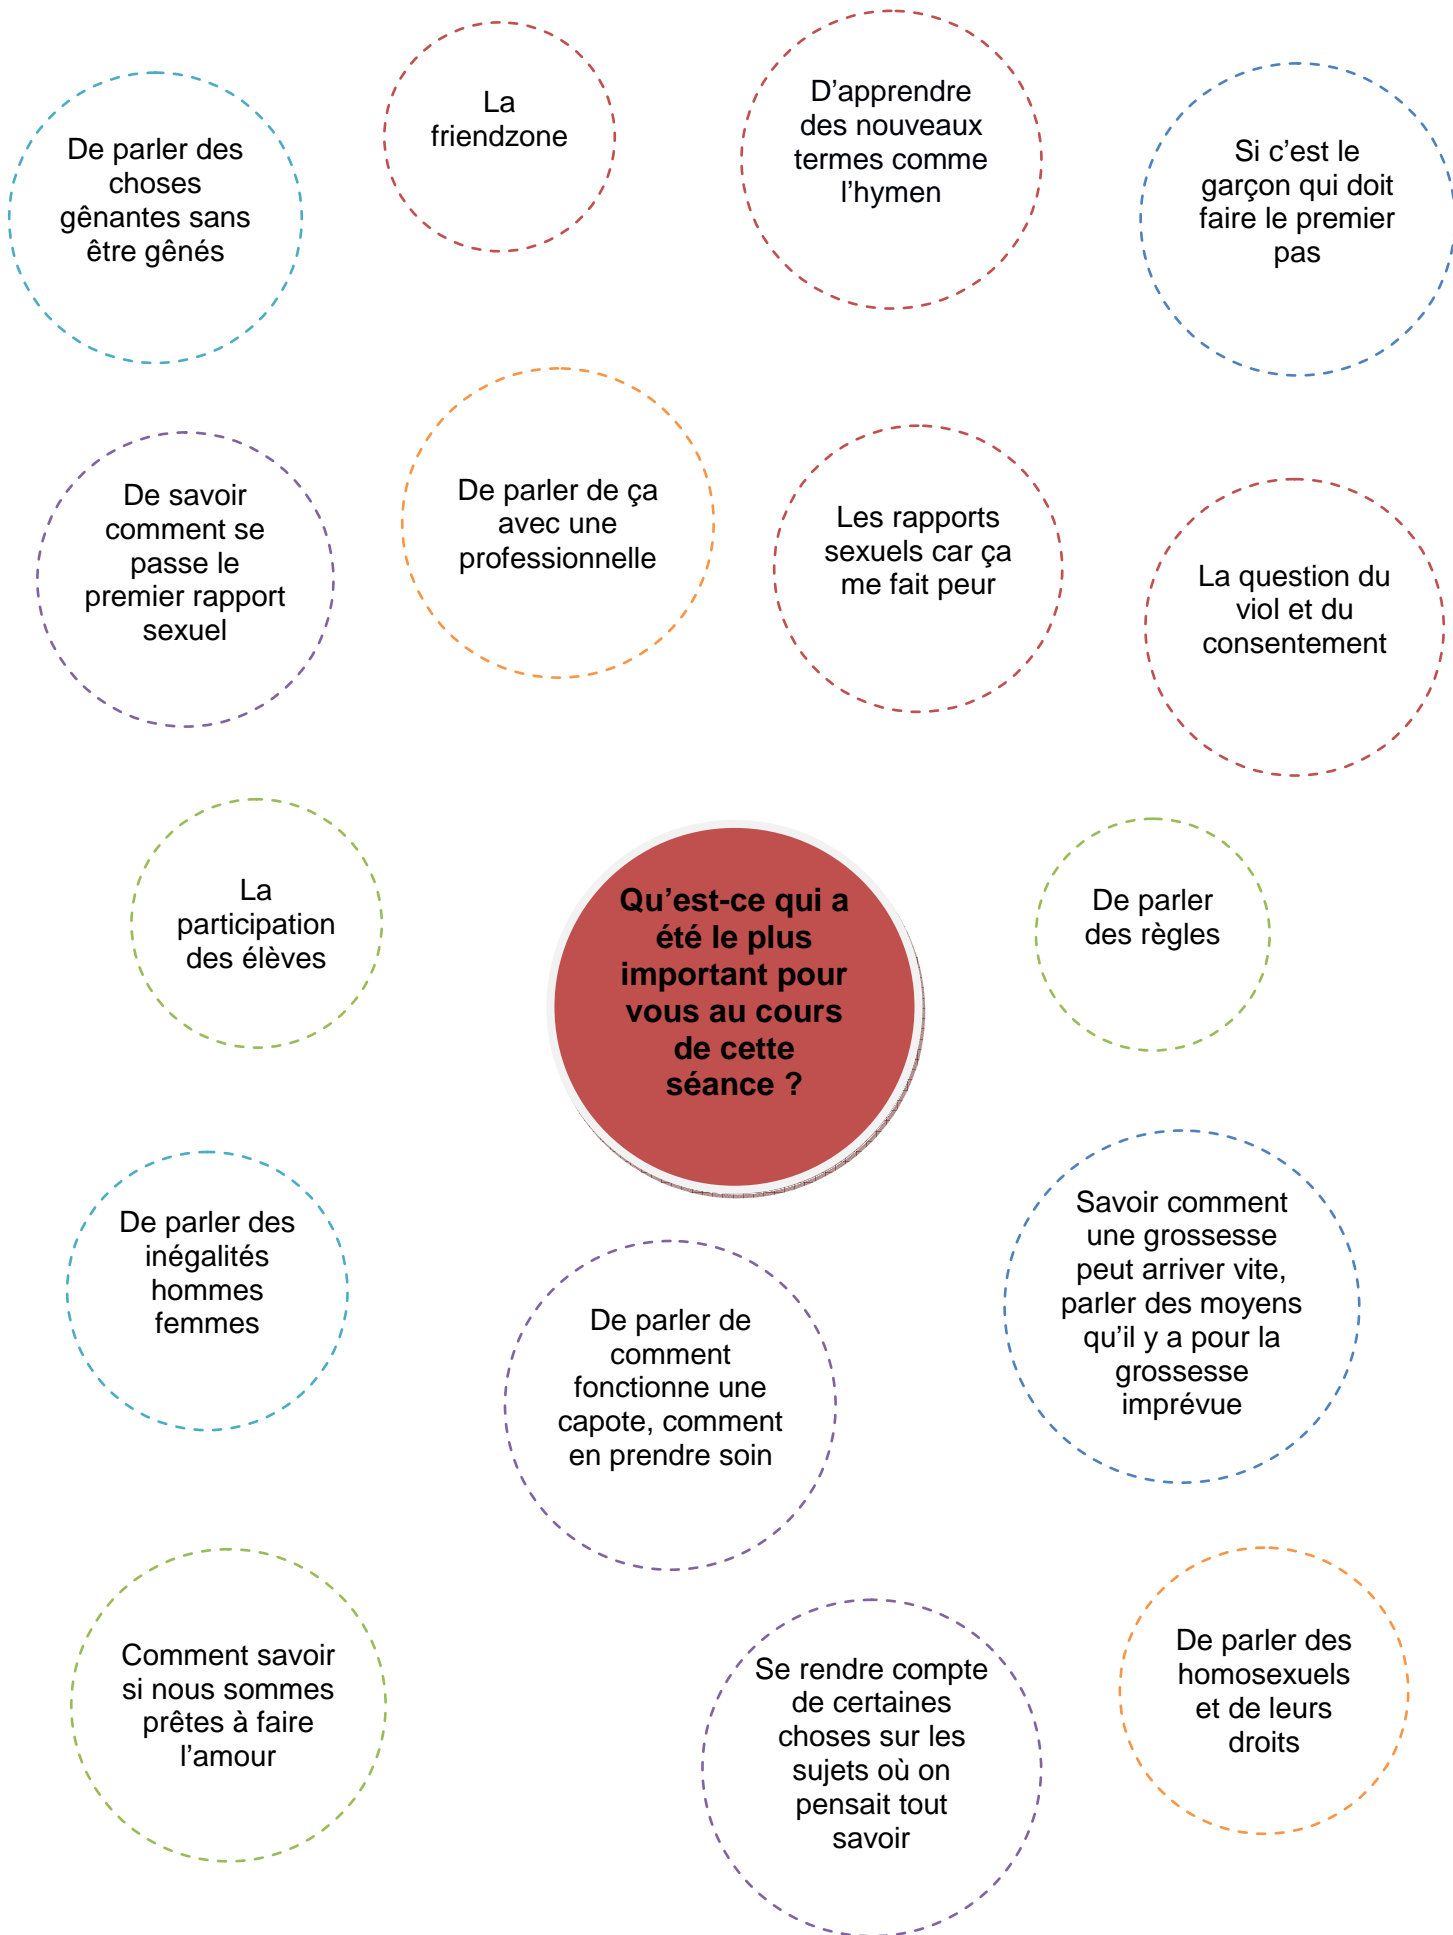 De parler des
choses
gênantes sans
être gênés
La
friendzone
D’apprendre
des nouveaux
termes comme
l’hymen
Si c’est le
garçon qui doit
faire le premier
pas
De savoir
comment se
passe le
premier rapport
sexuel
De parler de ça
avec une
professionnelle
Les rapports
sexuels car ça
me fait peur
La question du
viol et du
consentement
La
participation
des élèves
Qu’est-ce qui a
été le plus
important pour
vous au cours
de cette
séance ?
De parler
des règles
De parler des
inégalités
hommes
femmes
De parler de
comment
fonctionne une
capote, comment
en prendre soin
Savoir comment
une grossesse
peut arriver vite,
parler des moyens
qu’il y a pour la
grossesse
imprévue
Comment savoir
si nous sommes
prêtes à faire
l’amour
Se rendre compte
de certaines
choses sur les
sujets où on
pensait tout
savoir
De parler des
homosexuels
et de leurs
droits